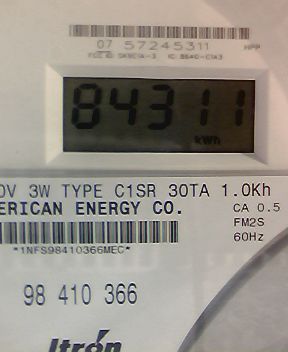 07 57245311
84311
kWh
0V 3W TYPE C1SR 30TA 1.0Kh
ERICAN ENERGY CO.
CA 0.5
FM2S
60Hz
*1NFS98410366MEC*
98 410 366
Itrón